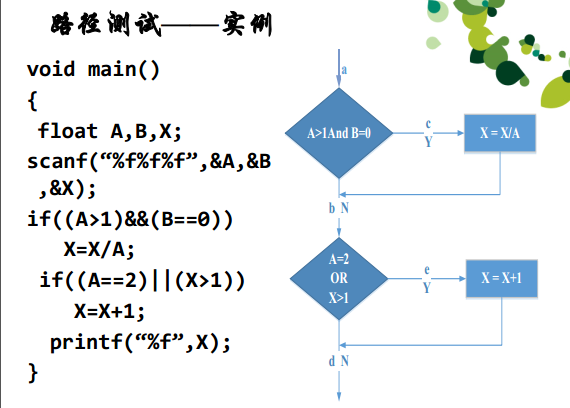 路径测试——实例
void main()
{
float A,B,X;
scanf(“%f%f%f”,&A,&B
,&X);
if((A>1)&&(B==0))
X=X/A;
if((A==2)||(X>1))
X=X+1;
printf(“%f”,X);
}
a
A>1And B=0
c
Y
X = X/A
b N
A=2
OR
X>1
e
Y
X = X+1
d N